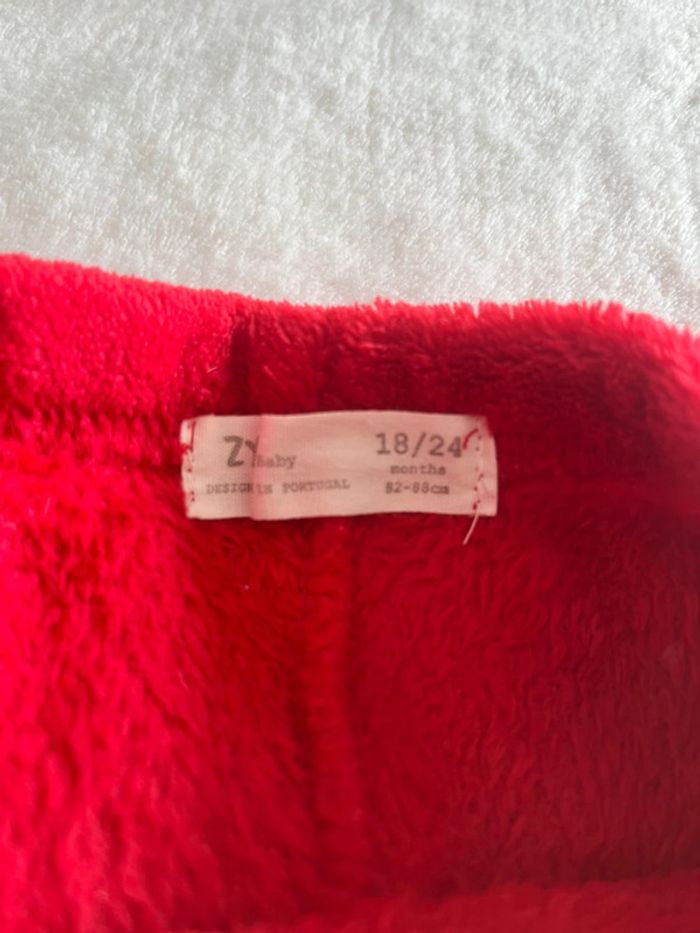 ZY Baby 18/24
months
DESIGN IN PORTUGAL 82-88cm